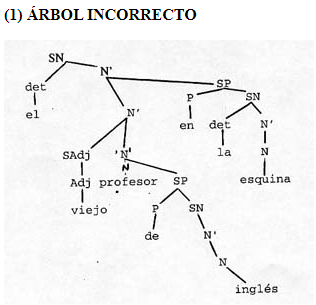 (1) ÁRBOL INCORRECTO
SN
N'
det
SP
el
P
SN
N'
en
det
N'
SAdj
'N'
la
N
Adj
N
profesor
SP
esquina
viejo
P
SN
de
N'
N
inglés